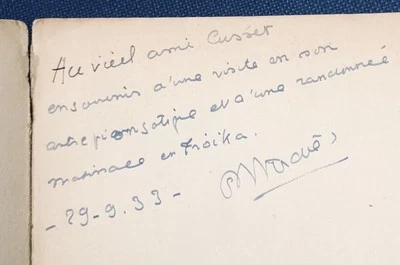 Au vieil ami Cusset
en souvenir d'une visite en son
antre et d'une randonnée
matinale en Troïka.
- 29-9.33 -